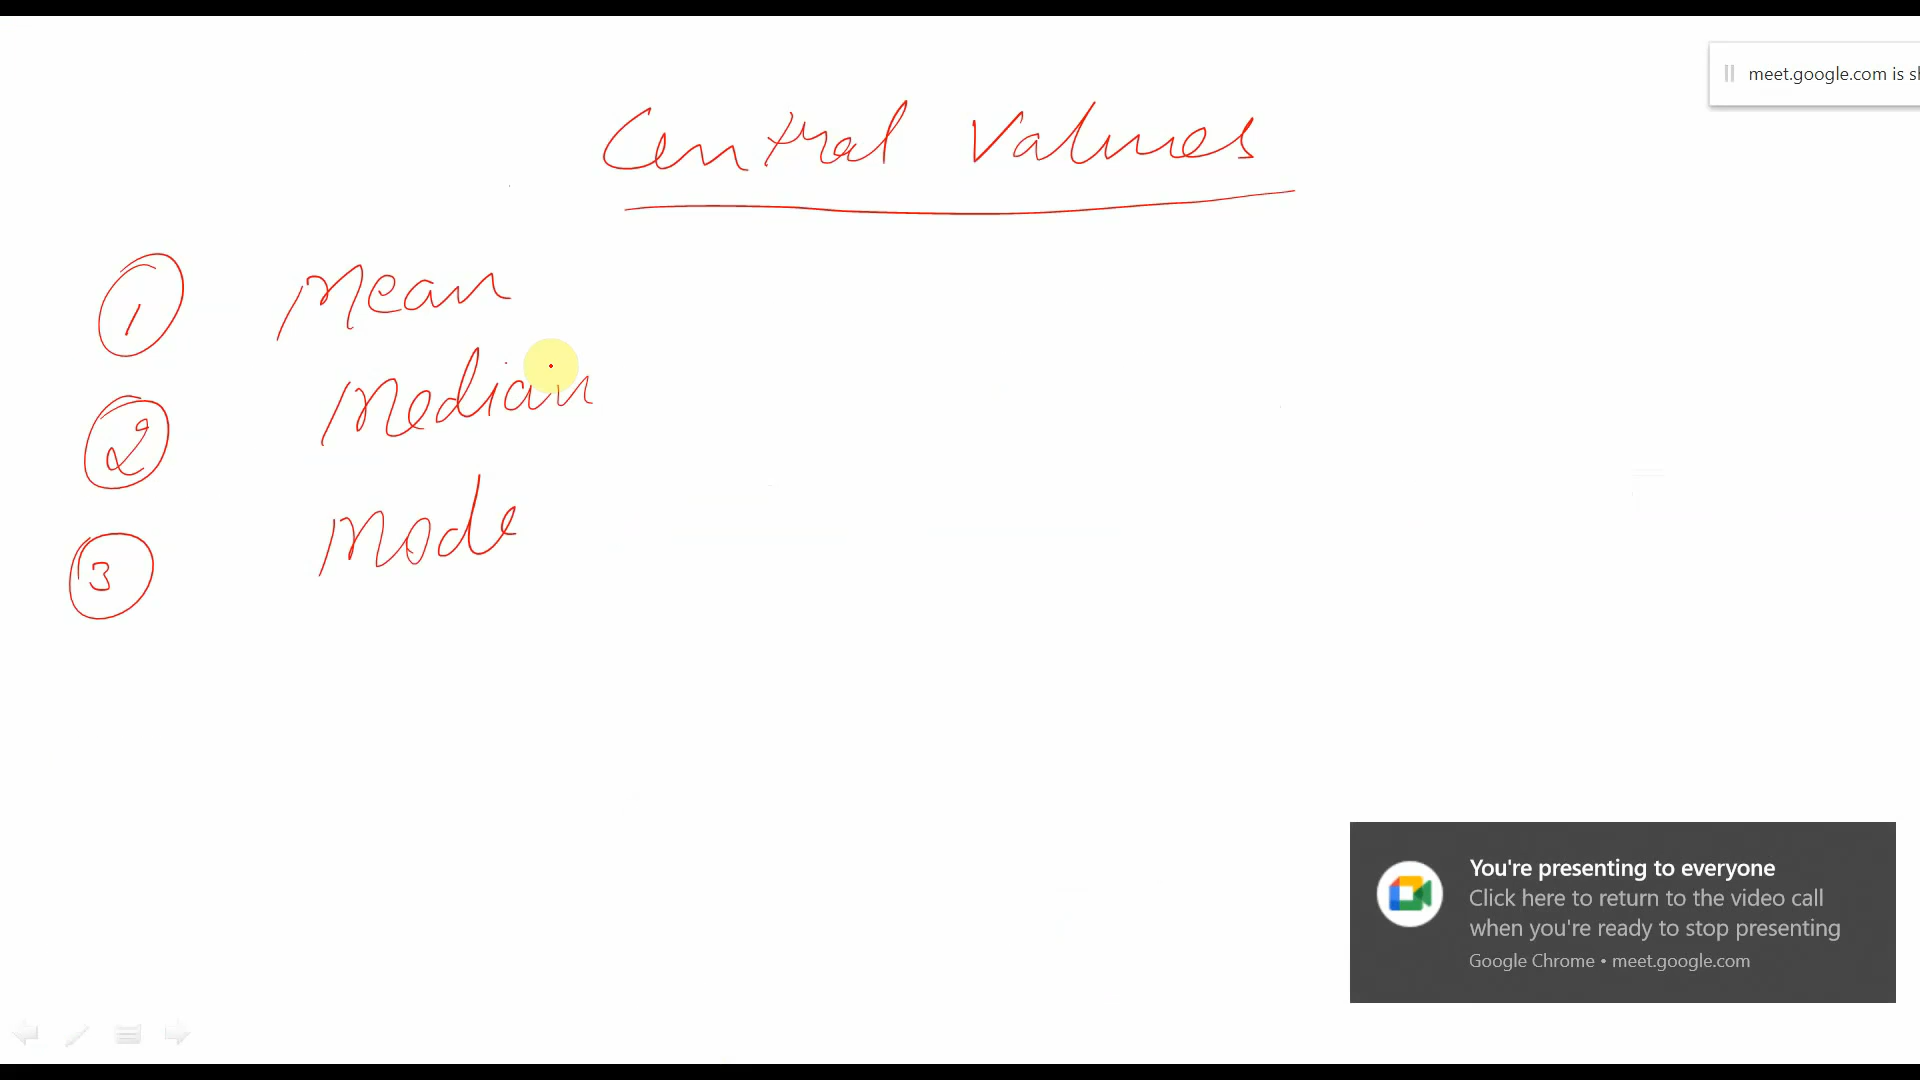 meet.google.com is sh
Central Values
1 Mean
2 Median
3 Mode
You're presenting to everyone
Click here to return to the video call
when you're ready to stop presenting
Google Chrome • meet.google.com